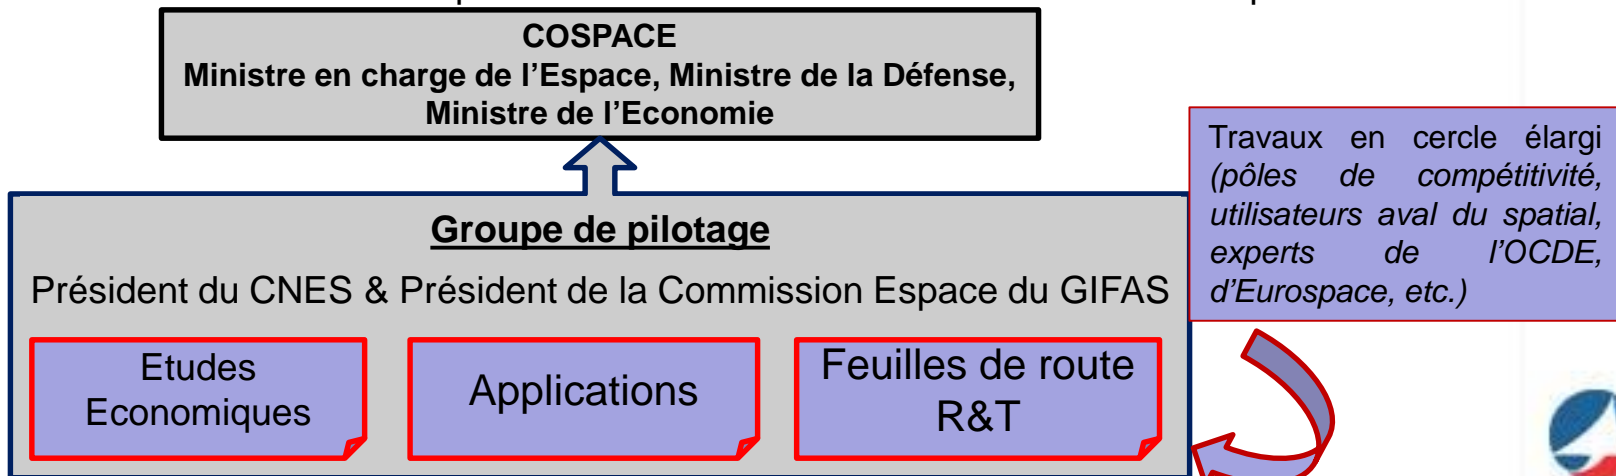 COSPACE
Ministre en charge de l’Espace, Ministre de la Défense,
Ministre de l’Economie
Travaux en cercle élargi
(pôles de compétitivité,
utilisateurs aval du spatial,
experts de l’OCDE,
d’Eurospace, etc.)
Groupe de pilotage
Président du CNES & Président de la Commission Espace du GIFAS
Etudes
Economiques
Applications
Feuilles de route
R&T